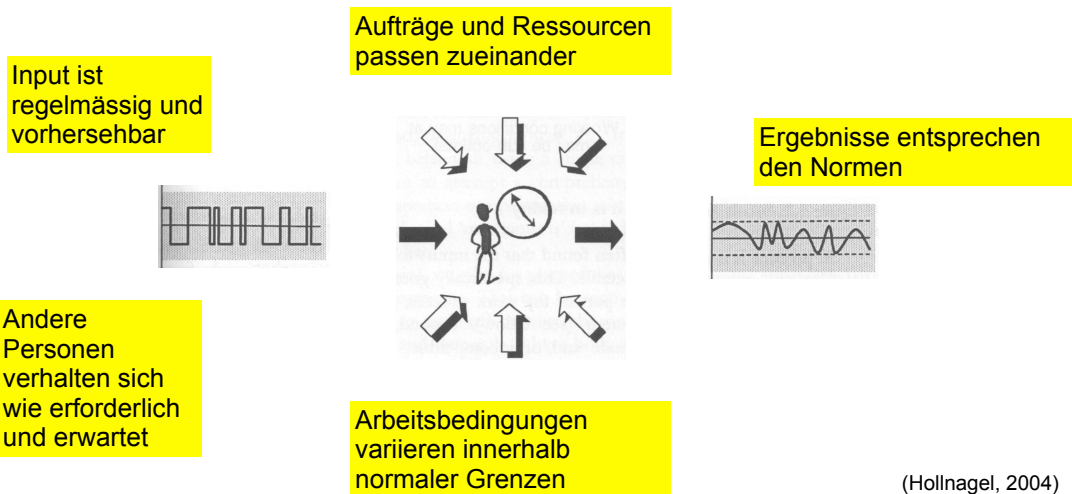 Aufträge und Ressourcen
passen zueinander
Input ist
regelmässig und
vorhersehbar
Ergebnisse entsprechen
den Normen
Andere
Personen
verhalten sich
wie erforderlich
und erwartet
Arbeitsbedingungen
variieren innerhalb
normaler Grenzen
(Hollnagel, 2004)